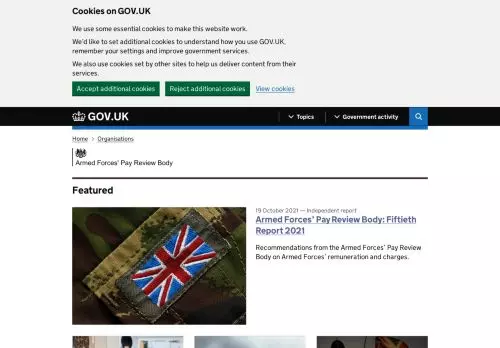 Cookies on GOV.UK
We use some essential cookies to make this website work.
We'd like to set additional cookies to understand how you use GOV.UK,
remember your settings and improve government services.
We also use cookies set by other sites to help us deliver content from their
services.
Accept additional cookies
Reject additional cookies
View cookies
GOV.UK
Topics
Government activity
Home
Organisations
Armed Forces' Pay Review Body
Featured
19 October 2021 — Independent report
Armed Forces' Pay Review Body: Fiftieth
Report 2021
Recommendations from the Armed Forces' Pay Review
Body on Armed Forces' remuneration and charges.